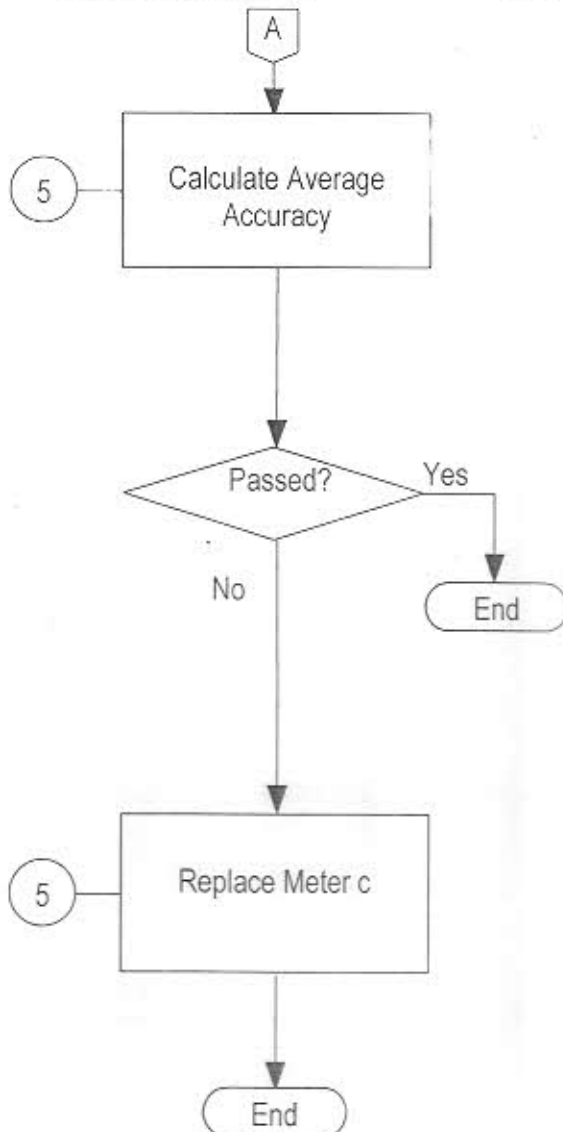 A
5
Calculate Average
Accuracy
Passed?
Yes
No
End
5
Replace Meter c
End